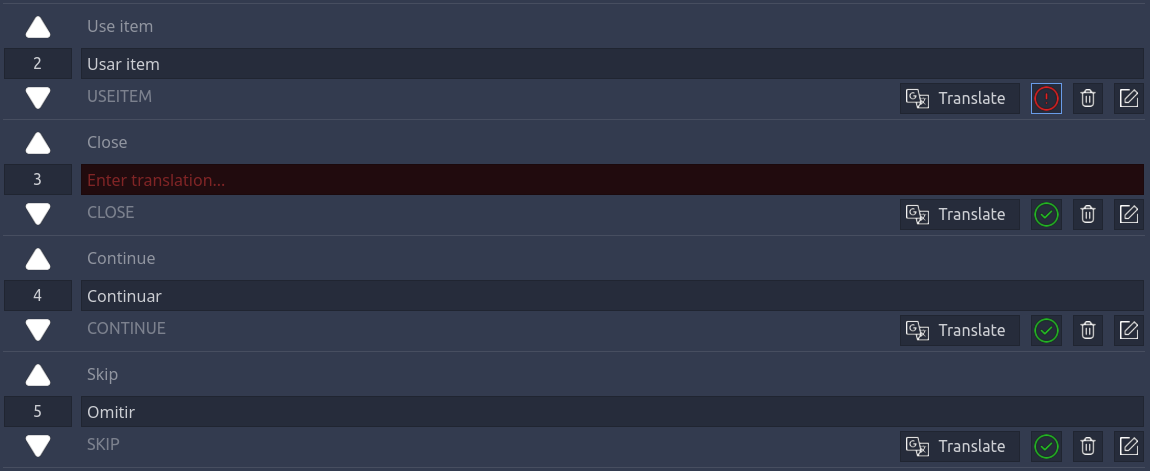 Use item
2
Usar item
USEITEM
Translate
Close
3
Enter translation...
CLOSE
Translate
Continue
4
Continuar
CONTINUE
Translate
Skip
5
Omitir
SKIP
Translate